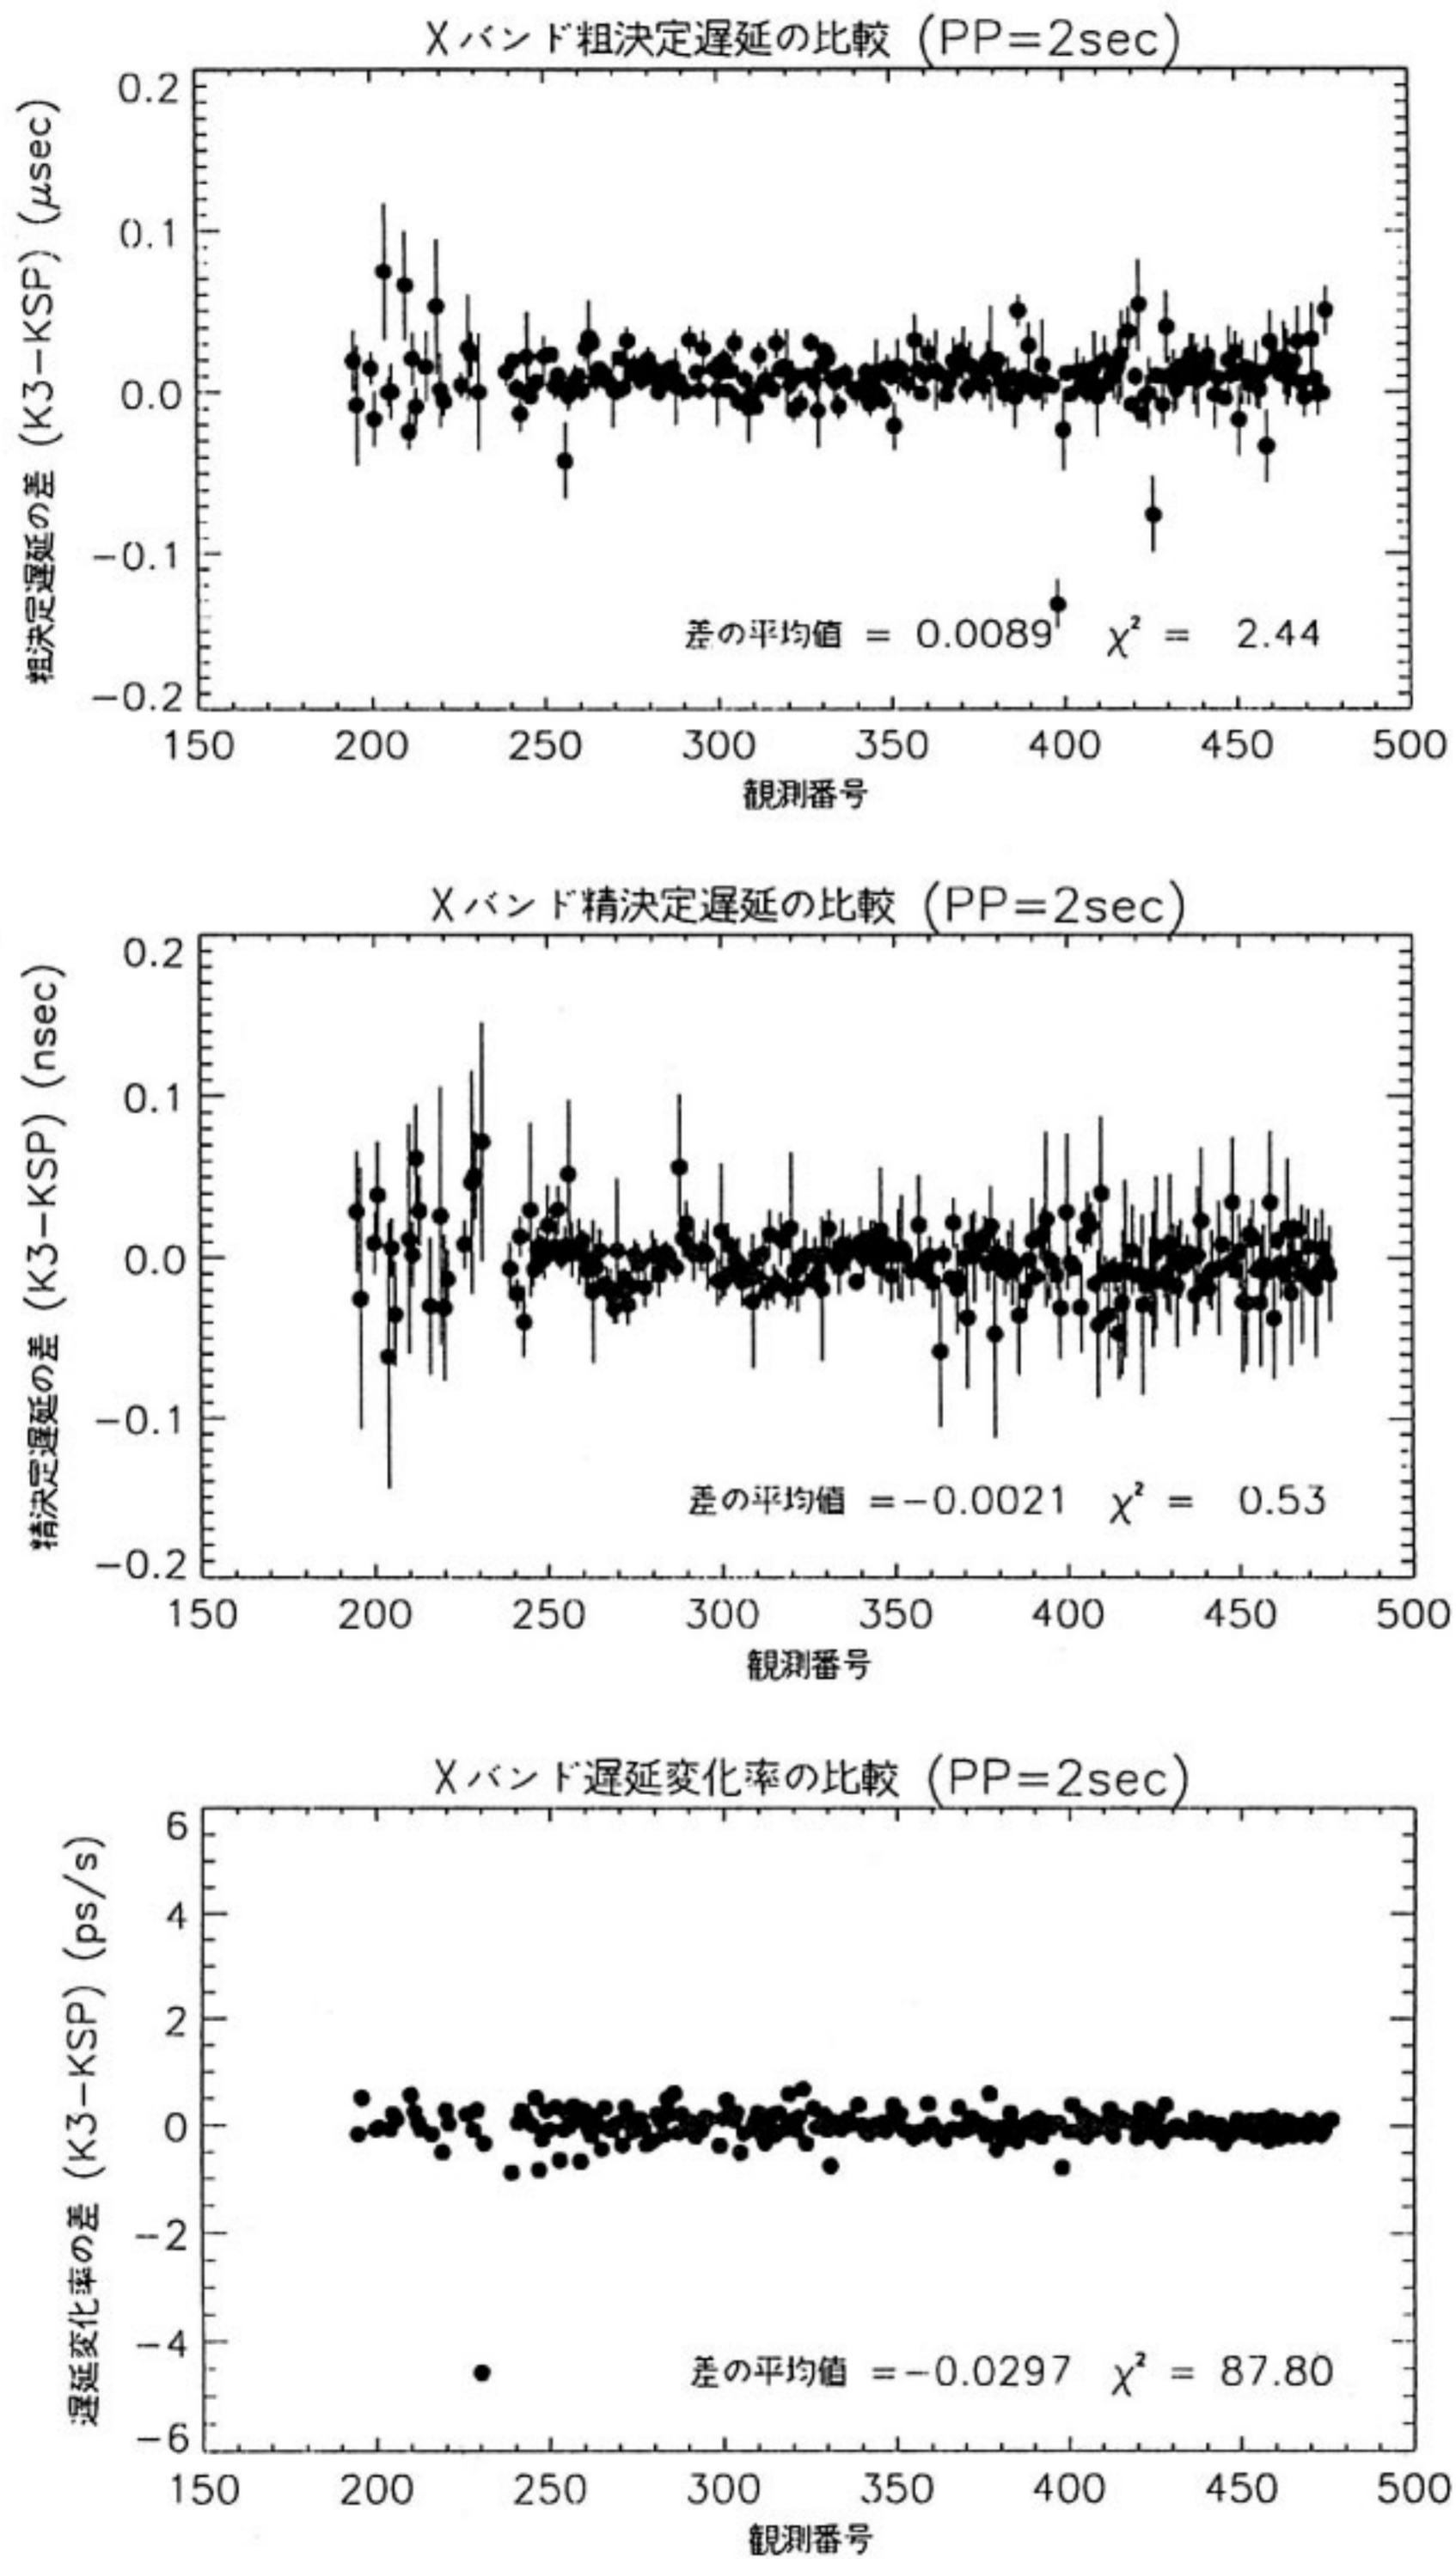 Xバンド粗決定遅延の比較 (PP=2sec)
粗決定遅延の差 (K3-KSP) (μsec)
0.2
0.1
0.0
-0.1
-0.2
差の平均値 = 0.0089 χ² = 2.44
150 200 250 300 350 400 450 500
観測番号
Xバンド精決定遅延の比較 (PP=2sec)
精決定遅延の差 (K3-KSP) (nsec)
0.2
0.1
0.0
-0.1
-0.2
差の平均値 =-0.0021 χ² = 0.53
150 200 250 300 350 400 450 500
観測番号
Xバンド遅延変化率の比較 (PP=2sec)
遅延変化率の差 (K3-KSP) (ps/s)
6
4
2
0
-2
-4
-6
差の平均値 =-0.0297 χ² = 87.80
150 200 250 300 350 400 450 500
観測番号